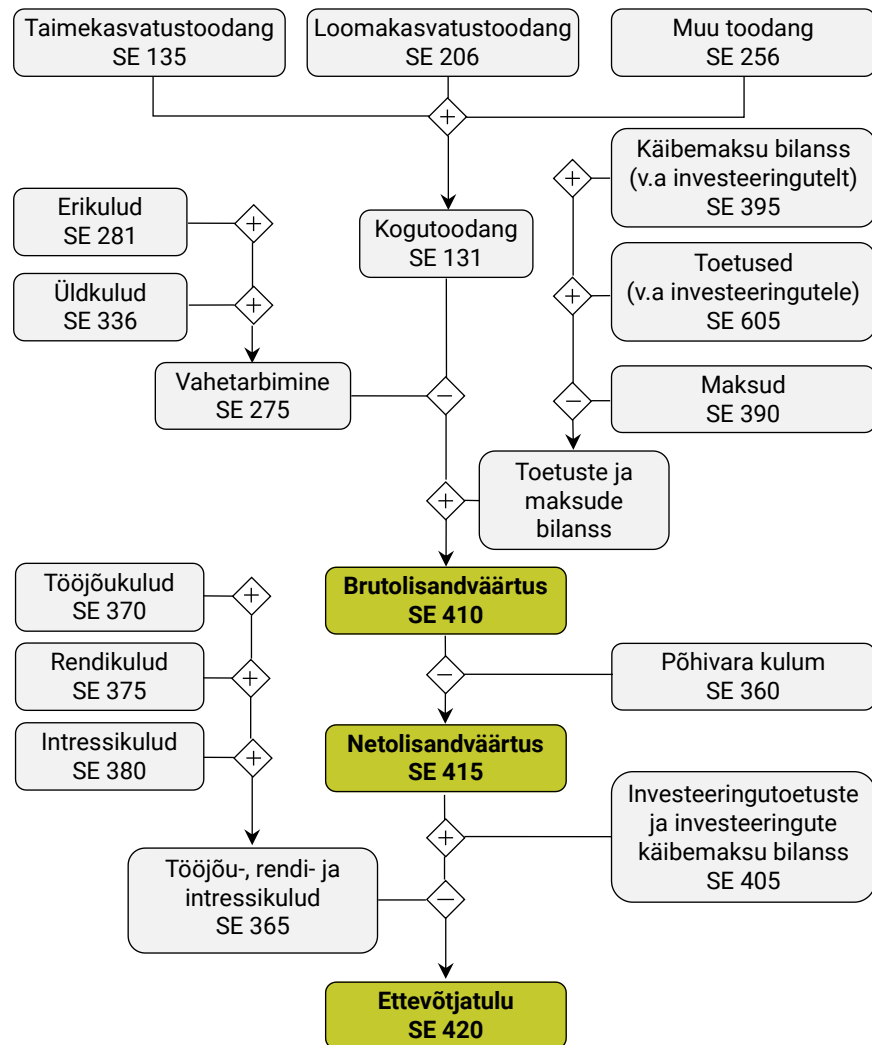 Taimekasvatustoodang
SE 135
Loomakasvatustoodang
SE 206
Muu toodang
SE 256
+
Käibemaksu bilanss
(v.a investeeringutelt)
SE 395
+
Erikulud
SE 281
+
Kogutoodang
SE 131
Toetused
(v.a investeeringutele)
SE 605
+
Üldkulud
SE 336
+
Vahetarbimine
SE 275
−
Maksud
SE 390
−
Toetuste ja
maksude
bilanss
+
Brutolisandväärtus
SE 410
Tööjõukulud
SE 370
+
Rendikulud
SE 375
+
Põhivara kulum
SE 360
−
Intressikulud
SE 380
+
Netolisandväärtus
SE 415
Investeeringutoetuste
ja investeeringute
käibemaksu bilanss
SE 405
+
Tööjõu-, rendi- ja
intressikulud
SE 365
−
Ettevõtjatulu
SE 420